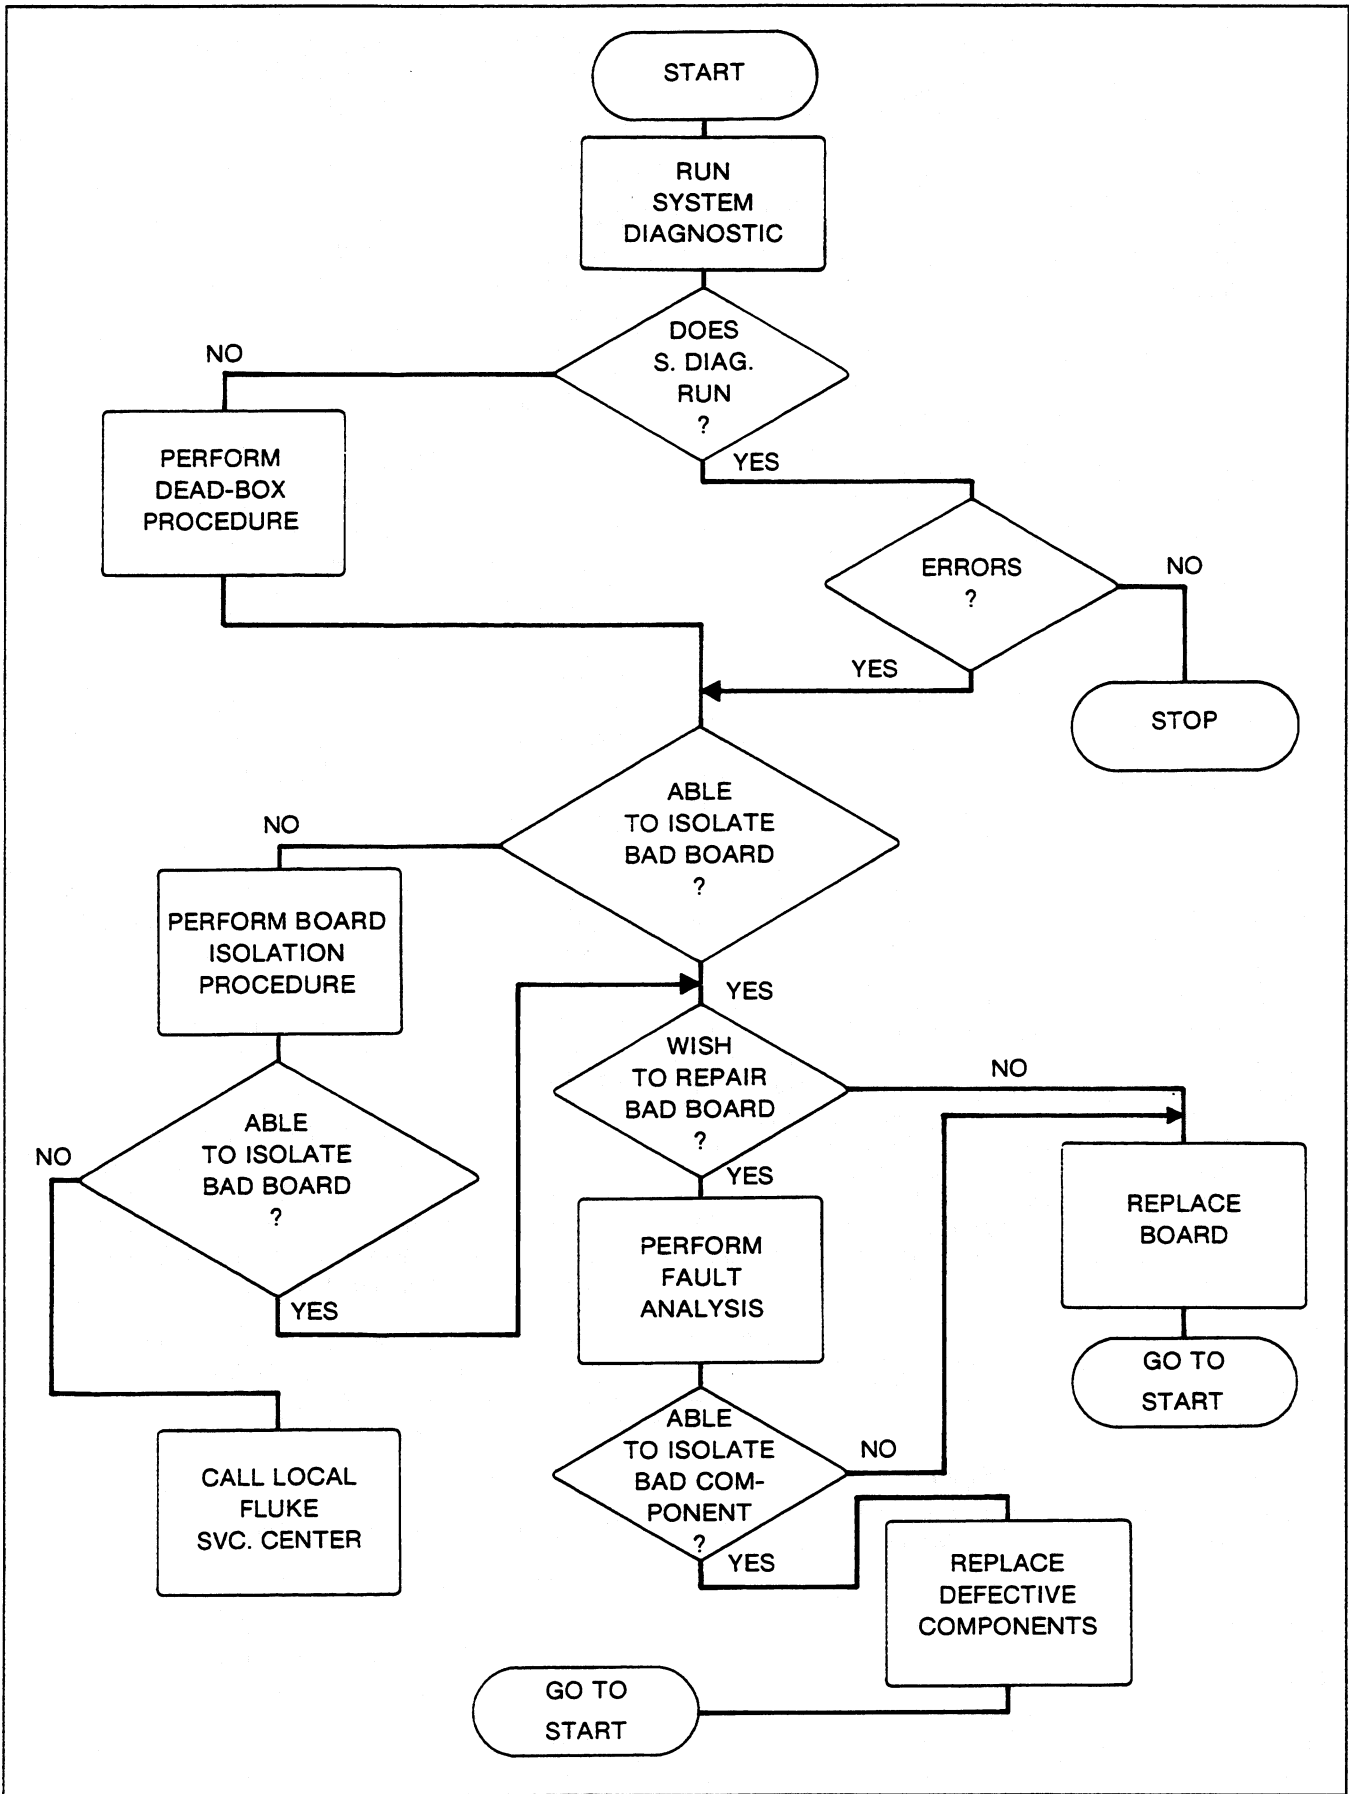 START
RUN
SYSTEM
DIAGNOSTIC
DOES
S. DIAG.
RUN
?
NO
YES
PERFORM
DEAD-BOX
PROCEDURE
ERRORS
?
NO
YES
STOP
ABLE
TO ISOLATE
BAD BOARD
?
NO
YES
PERFORM BOARD
ISOLATION
PROCEDURE
WISH
TO REPAIR
BAD BOARD
?
NO
YES
ABLE
TO ISOLATE
BAD BOARD
?
NO
YES
REPLACE
BOARD
PERFORM
FAULT
ANALYSIS
GO TO
START
ABLE
TO ISOLATE
BAD COM-
PONENT
?
NO
YES
CALL LOCAL
FLUKE
SVC. CENTER
REPLACE
DEFECTIVE
COMPONENTS
GO TO
START